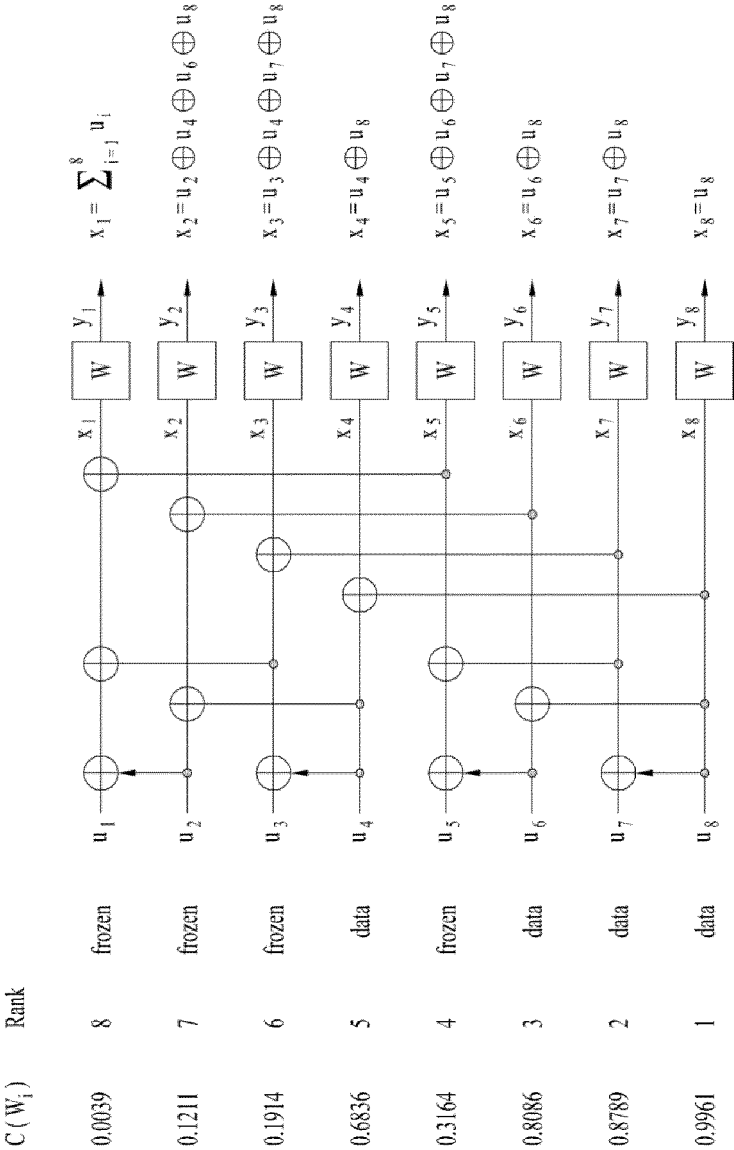 C(W_i) Rank
0.0039 8 frozen u_1 x_1 W y_1 x_1=∑_{i=1}^{8} u_i
0.1211 7 frozen u_2 x_2 W y_2 x_2=u_2⊕u_4⊕u_6⊕u_8
0.1914 6 frozen u_3 x_3 W y_3 x_3=u_3⊕u_4⊕u_7⊕u_8
0.6836 5 data u_4 x_4 W y_4 x_4=u_4⊕u_8
0.3164 4 frozen u_5 x_5 W y_5 x_5=u_5⊕u_6⊕u_7⊕u_8
0.8086 3 data u_6 x_6 W y_6 x_6=u_6⊕u_8
0.8789 2 data u_7 x_7 W y_7 x_7=u_7⊕u_8
0.9961 1 data u_8 x_8 W y_8 x_8=u_8